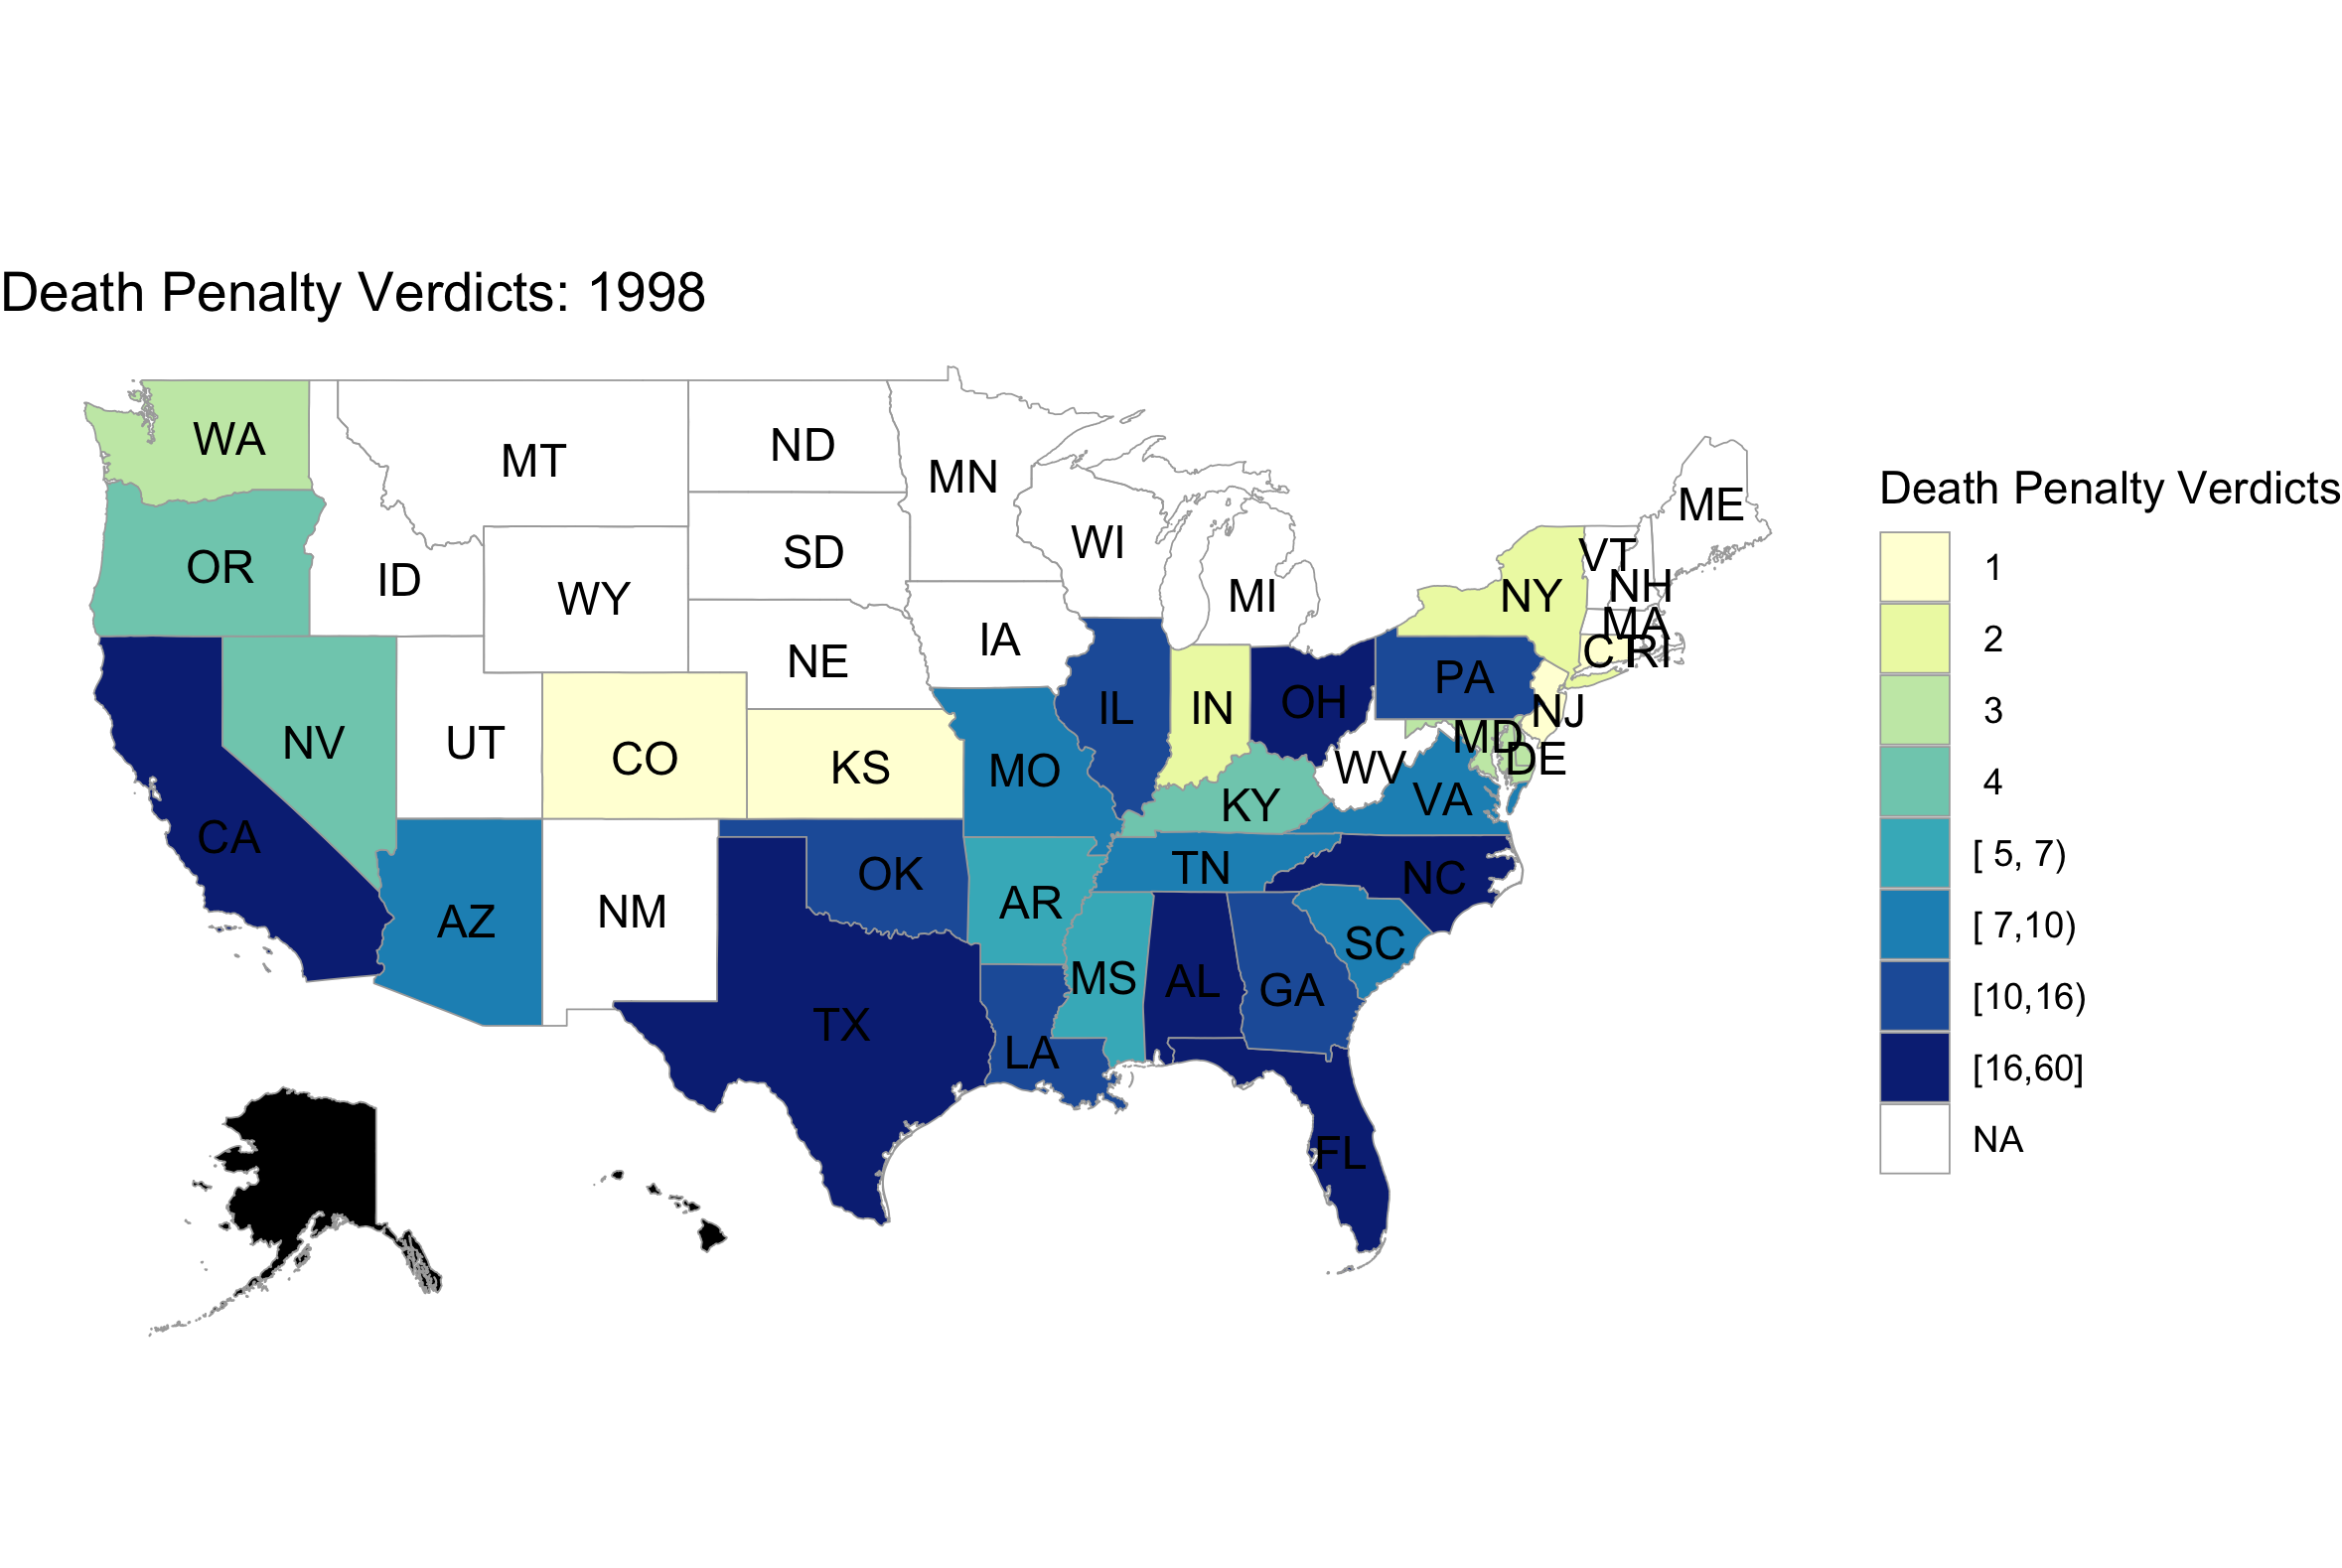 Death Penalty Verdicts: 1998
WA
MT
ND
MN
ME
OR
ID
SD
WI
VT
WY
MI
NY
NH
MA
IA
NE
CT
RI
PA
NV
UT
CO
KS
MO
IL
IN
OH
NJ
MD
WV
DE
CA
KY
VA
TN
OK
NC
AZ
NM
AR
SC
MS
AL
GA
TX
LA
FL
Death Penalty Verdicts
1
2
3
4
[ 5, 7)
[ 7,10)
[10,16)
[16,60]
NA